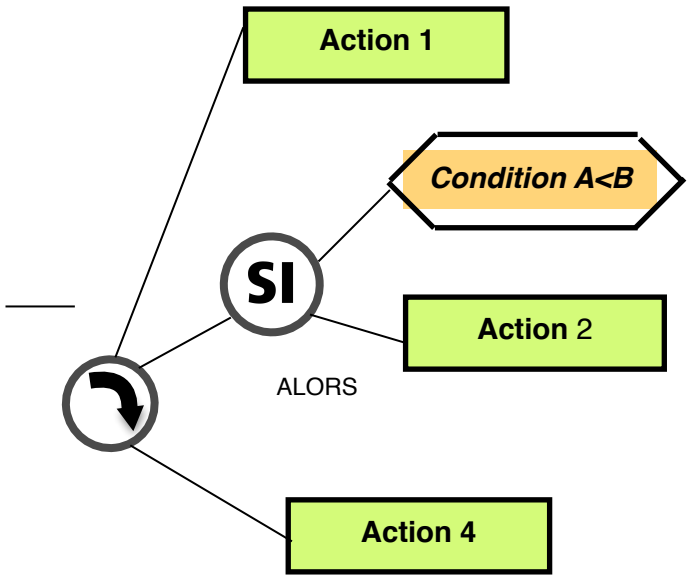 Action 1
Condition A<B
SI
Action 2
ALORS
Action 4